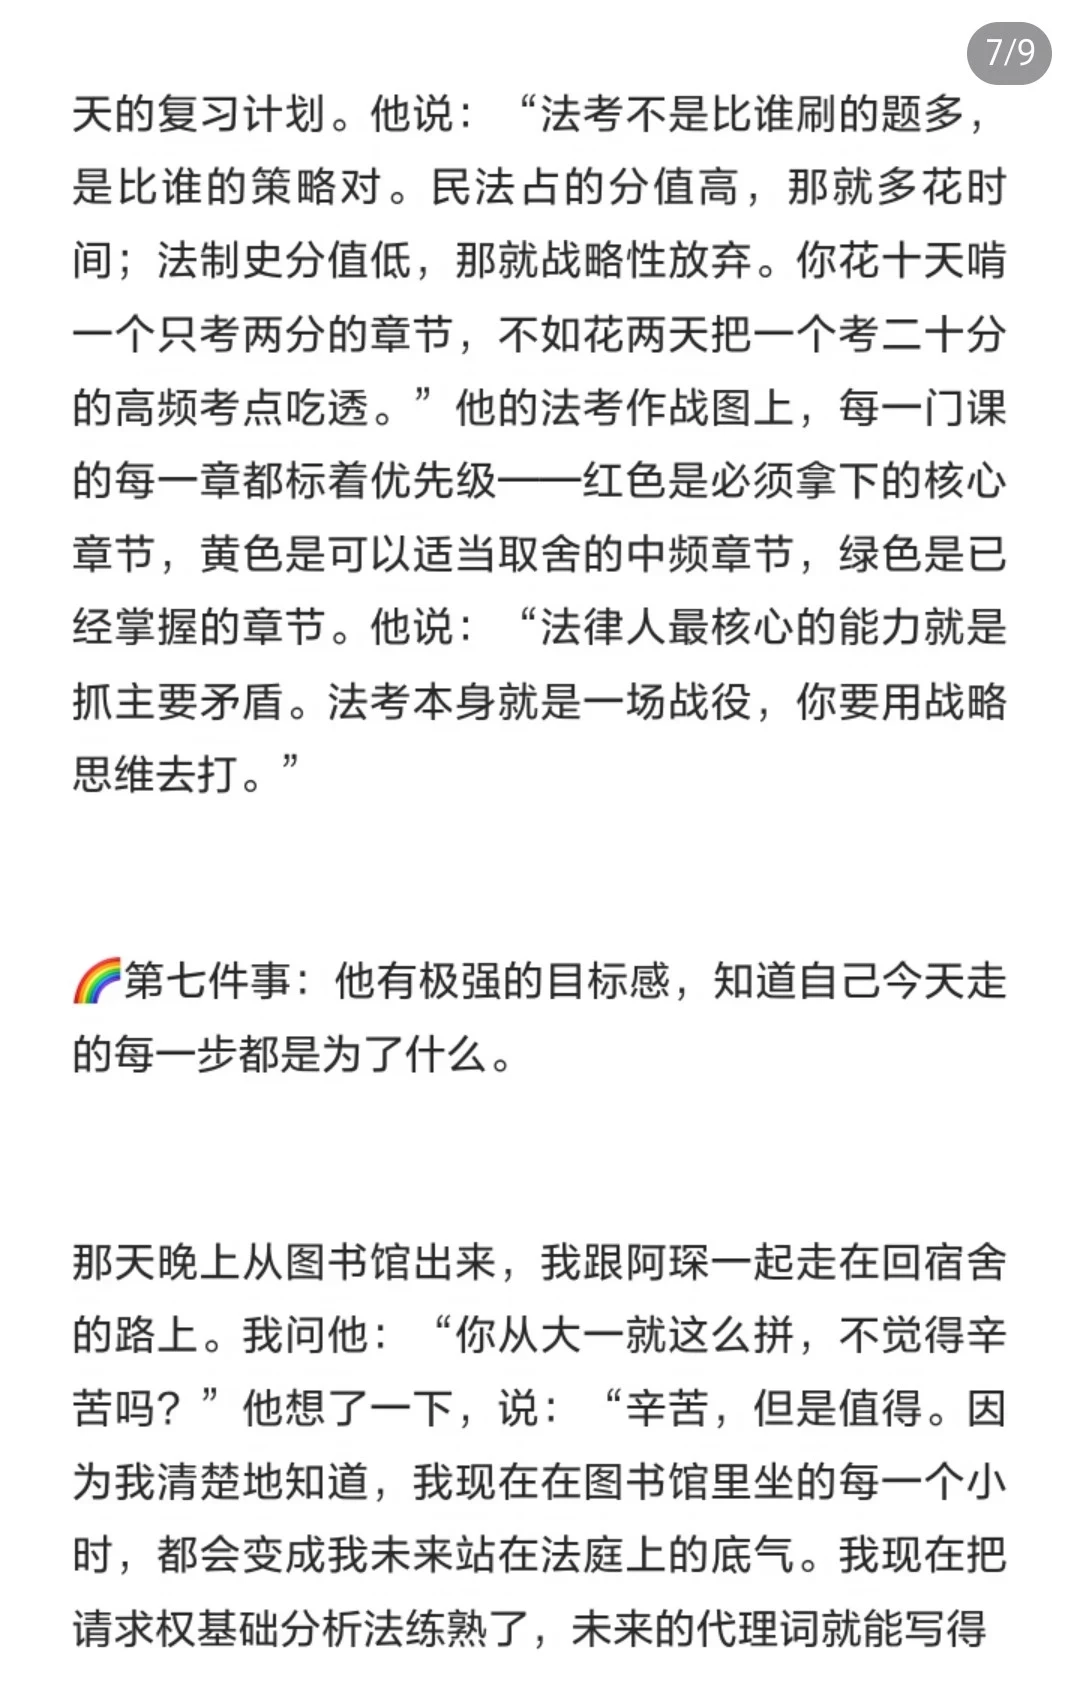 7/9
天的复习计划。他说：“法考不是比谁刷的题多，
是比谁的策略对。民法占的分值高，那就多花时
间；法制史分值低，那就战略性放弃。你花十天啃
一个只考两分的章节，不如花两天把一个考二十分
的高频考点吃透。”他的法考作战图上，每一门课
的每一章都标着优先级——红色是必须拿下的核心
章节，黄色是可以适当取舍的中频章节，绿色是已
经掌握的章节。他说：“法律人最核心的能力就是
抓主要矛盾。法考本身就是一场战役，你要用战略
思维去打。”
🌈第七件事：他有极强的目标感，知道自己今天走
的每一步都是为了什么。
那天晚上从图书馆出来，我跟阿琛一起走在回宿舍
的路上。我问他：“你从大一就这么拼，不觉得辛
苦吗？”他想了一下，说：“辛苦，但是值得。因
为我清楚地知道，我现在在图书馆里坐的每一个小
时，都会变成我未来站在法庭上的底气。我现在把
请求权基础分析法练熟了，未来的代理词就能写得